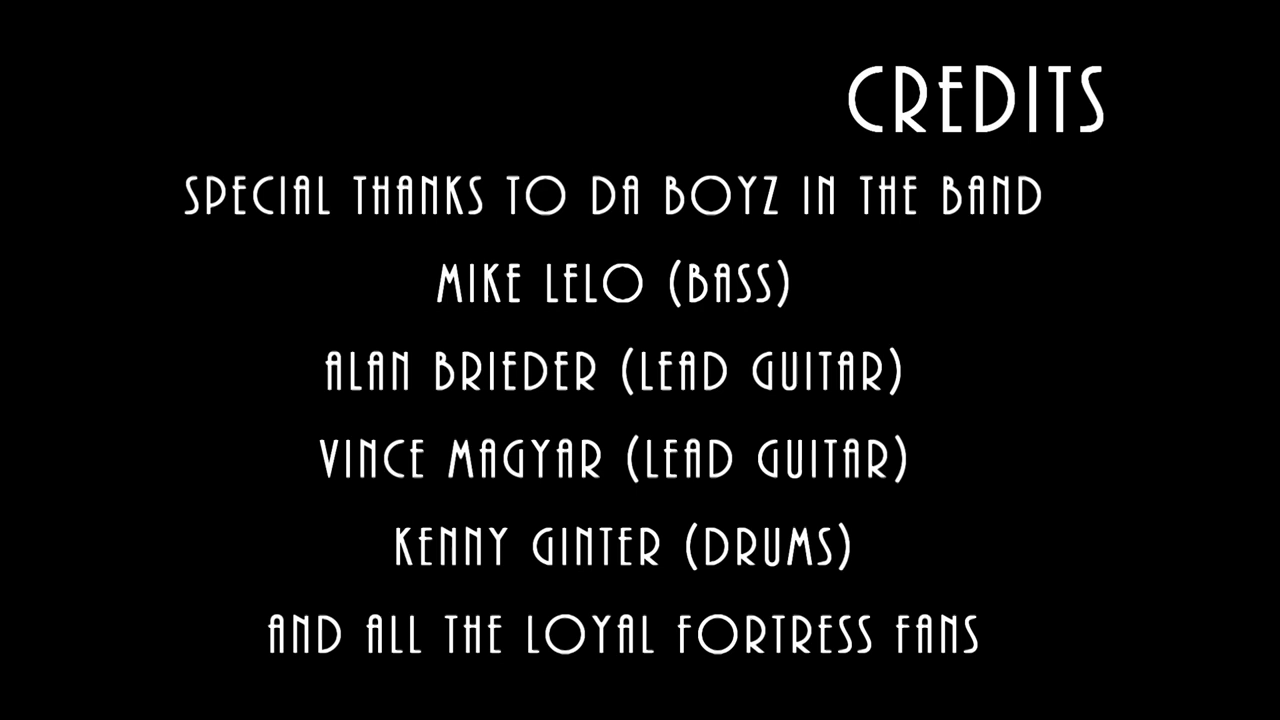 CREDITS
SPECIAL THANKS TO DA BOYZ IN THE BAND
MIKE LELO (BASS)
ALAN BRIEDER (LEAD GUITAR)
VINCE MAGYAR (LEAD GUITAR)
KENNY GINTER (DRUMS)
AND ALL THE LOYAL FORTRESS FANS